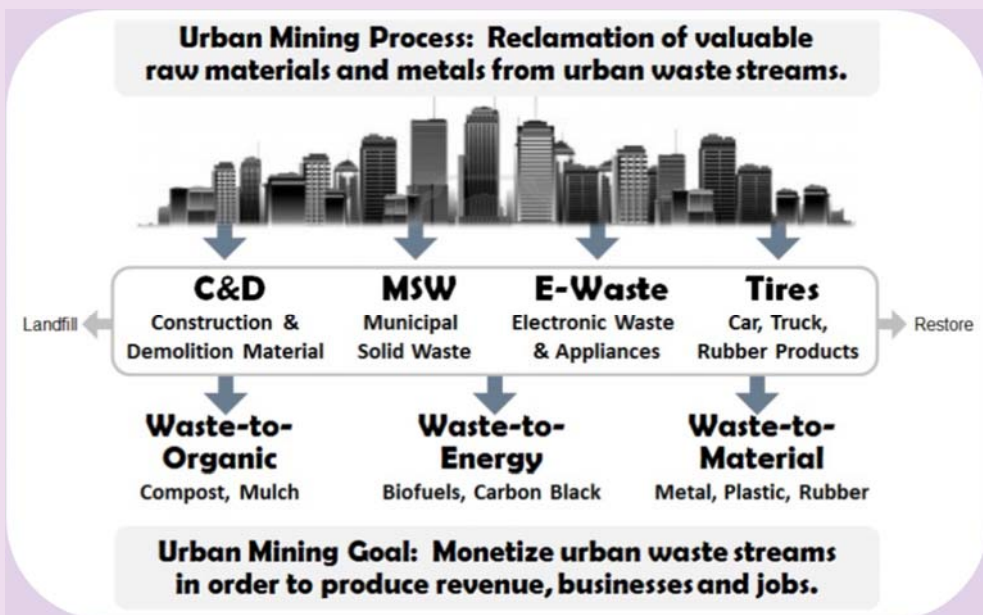 Urban Mining Process: Reclamation of valuable
raw materials and metals from urban waste streams.
C&D
Construction &
Demolition Material
MSW
Municipal
Solid Waste
E-Waste
Electronic Waste
& Appliances
Tires
Car, Truck,
Rubber Products
Landfill
Restore
Waste-to-
Organic
Compost, Mulch
Waste-to-
Energy
Biofuels, Carbon Black
Waste-to-
Material
Metal, Plastic, Rubber
Urban Mining Goal: Monetize urban waste streams
in order to produce revenue, businesses and jobs.